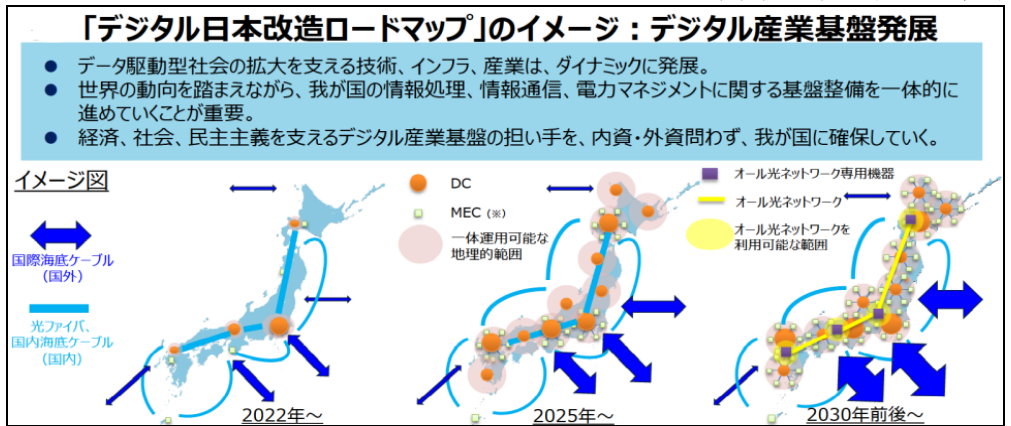 「デジタル日本改造ロードマップ」のイメージ：デジタル産業基盤発展
● データ駆動型社会の拡大を支える技術、インフラ、産業は、ダイナミックに発展。
● 世界の動向を踏まえながら、我が国の情報処理、情報通信、電力マネジメントに関する基盤整備を一体的に
進めていくことが重要。
● 経済、社会、民主主義を支えるデジタル産業基盤の担い手を、内資・外資問わず、我が国に確保していく。
イメージ図
国際海底ケーブル
（国外）
光ファイバ、
国内海底ケーブル
（国内）
2022年～
DC
MEC（※）
一体運用可能な
地理的範囲
2025年～
オール光ネットワーク専用機器
オール光ネットワーク
オール光ネットワークを
利用可能な範囲
2030年前後～